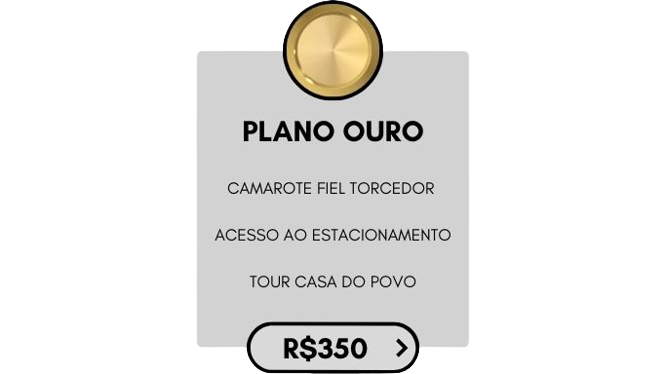 PLANO OURO
CAMAROTE FIEL TORCEDOR
ACESSO AO ESTACIONAMENTO
TOUR CASA DO POVO
R$350